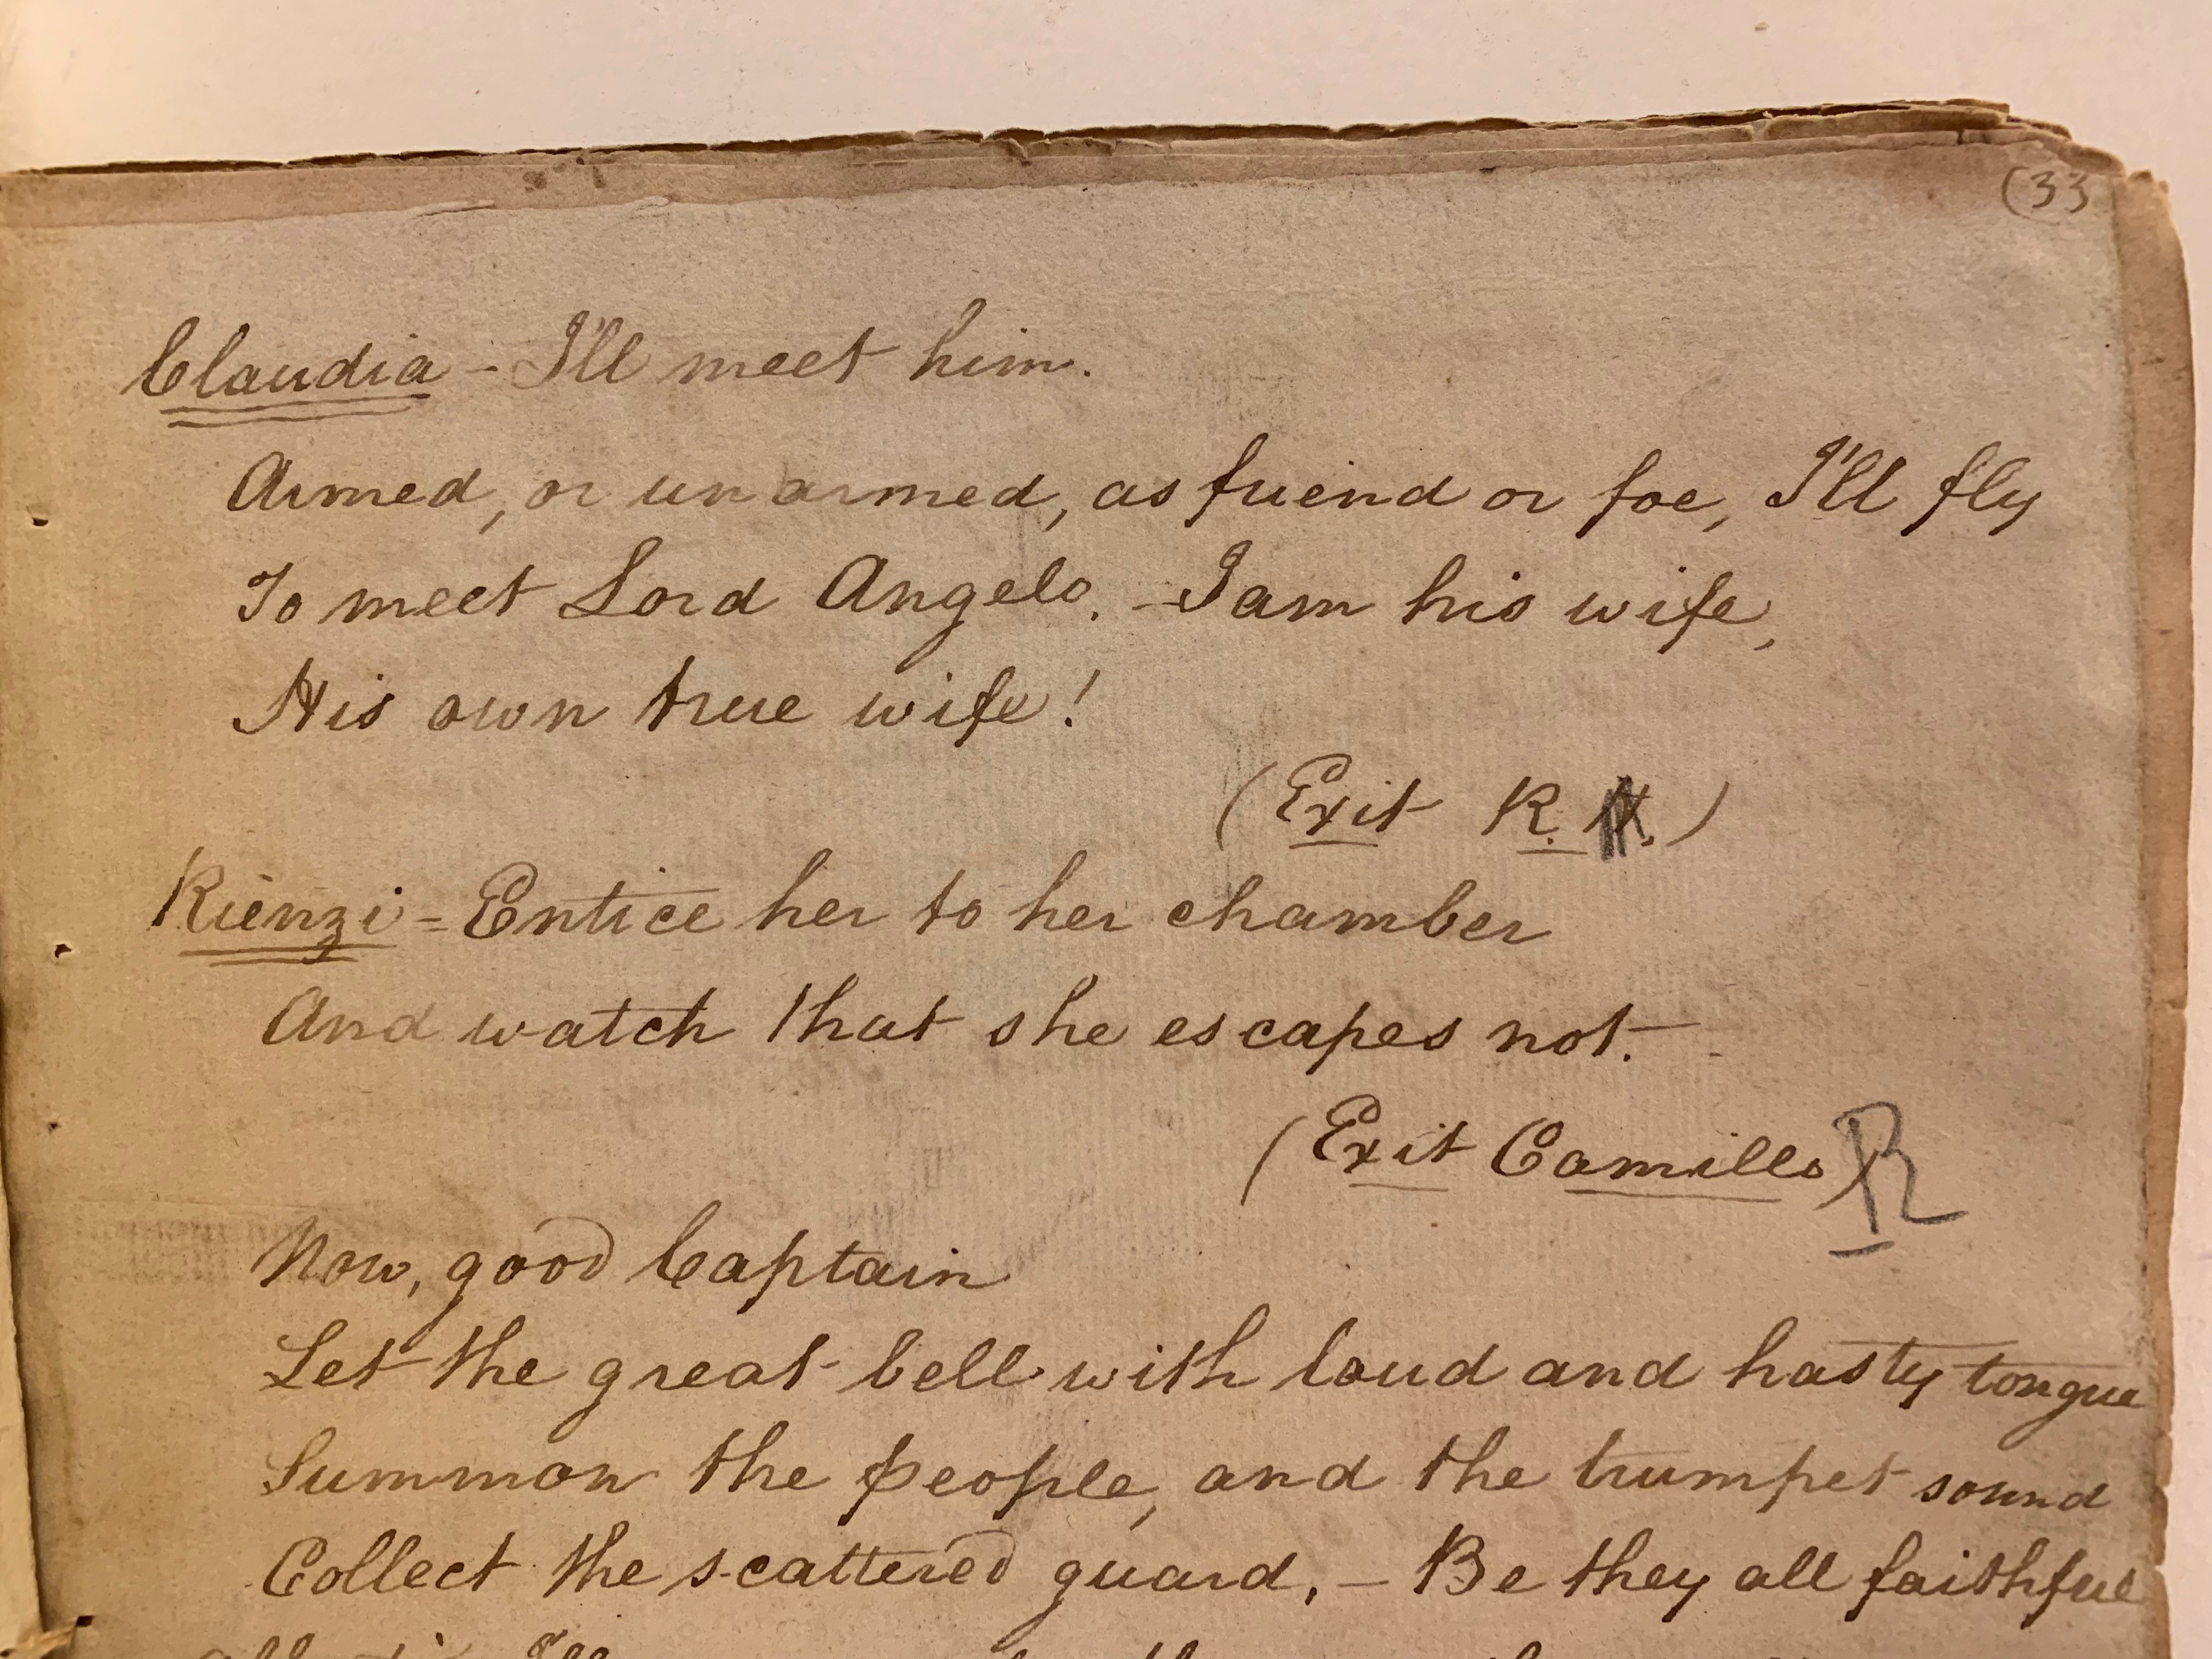 (33
Claudia - I'll meet him.
Armed, or unarmed, as friend or foe, I'll fly
To meet Lord Angelo. - I am his wife,
His own true wife!
(Exit R. )
Rienzi = Entice her to her chamber
And watch that she escapes not.
(Exit Camillo) R
Now, good Captain
Let the great bell with loud and hasty tongue
Summon the people, and the trumpet sound
Collect the scattered guard, - Be they all faithful